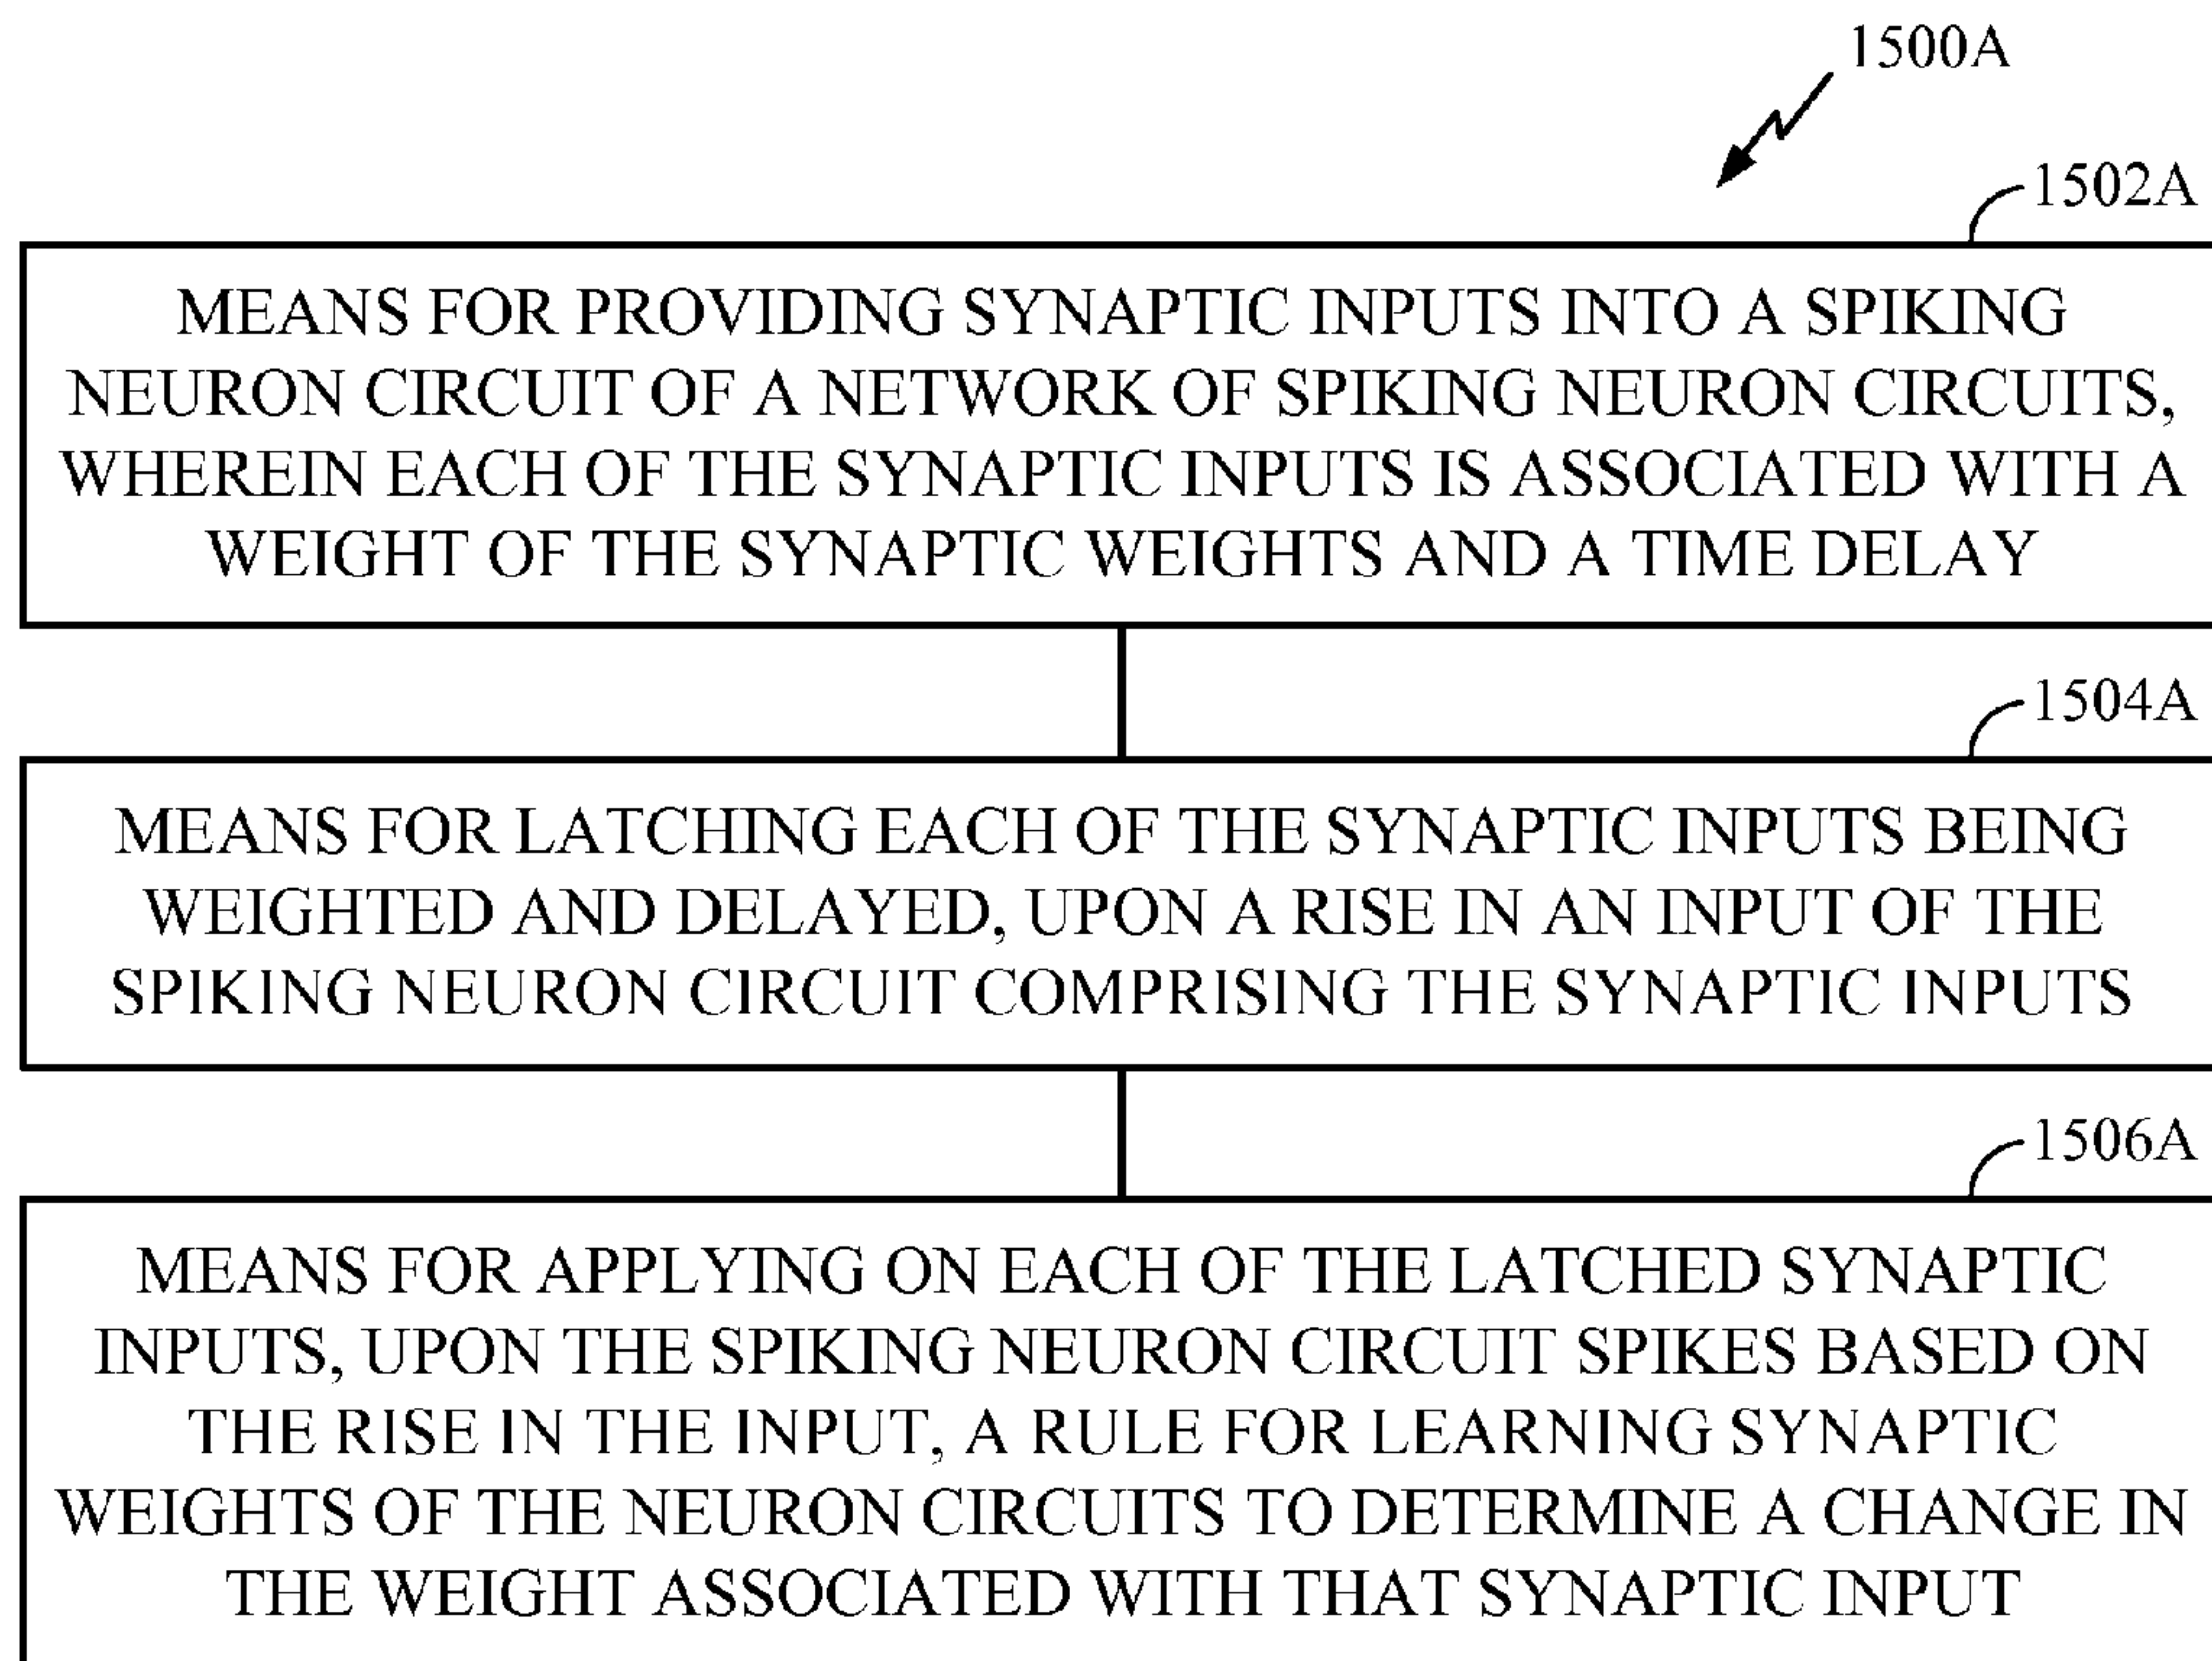 1500A
1502A
MEANS FOR PROVIDING SYNAPTIC INPUTS INTO A SPIKING
NEURON CIRCUIT OF A NETWORK OF SPIKING NEURON CIRCUITS,
WHEREIN EACH OF THE SYNAPTIC INPUTS IS ASSOCIATED WITH A
WEIGHT OF THE SYNAPTIC WEIGHTS AND A TIME DELAY
1504A
MEANS FOR LATCHING EACH OF THE SYNAPTIC INPUTS BEING
WEIGHTED AND DELAYED, UPON A RISE IN AN INPUT OF THE
SPIKING NEURON CIRCUIT COMPRISING THE SYNAPTIC INPUTS
1506A
MEANS FOR APPLYING ON EACH OF THE LATCHED SYNAPTIC
INPUTS, UPON THE SPIKING NEURON CIRCUIT SPIKES BASED ON
THE RISE IN THE INPUT, A RULE FOR LEARNING SYNAPTIC
WEIGHTS OF THE NEURON CIRCUITS TO DETERMINE A CHANGE IN
THE WEIGHT ASSOCIATED WITH THAT SYNAPTIC INPUT